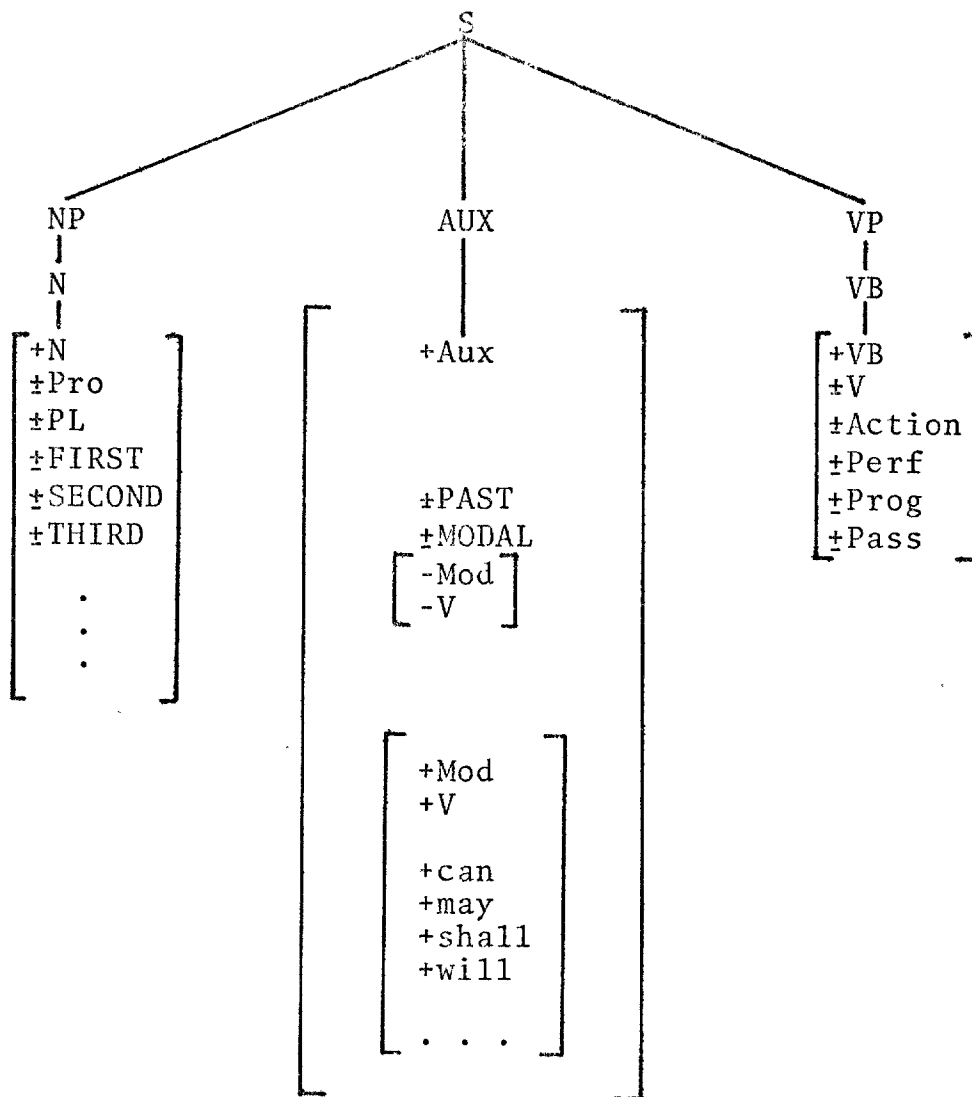 S
NP AUX VP
N VB
+N
±Pro
±PL
±FIRST
±SECOND
±THIRD
.
.
.
+Aux
±PAST
±MODAL
-Mod
-V
+Mod
+V
+can
+may
+shall
+will
. . .
+VB
±V
±Action
±Perf
±Prog
±Pass